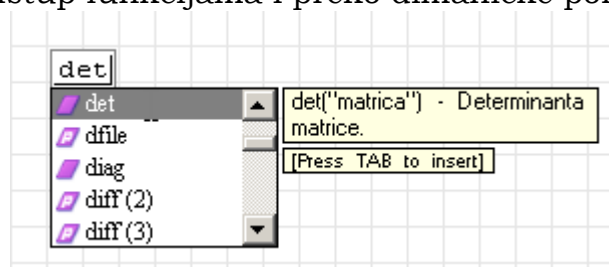 det
det
det("matrica") - Determinanta
matrice.
dfile
[Press TAB to insert]
diag
diff (2)
diff (3)